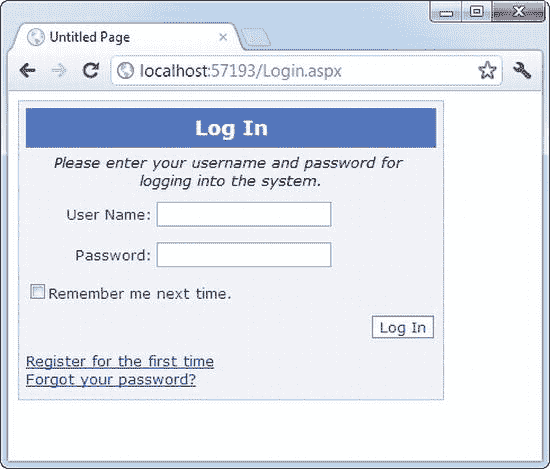 Untitled Page
localhost:57193/Login.aspx
Log In
Please enter your username and password for
logging into the system.
User Name:
Password:
Remember me next time.
Log In
Register for the first time
Forgot your password?